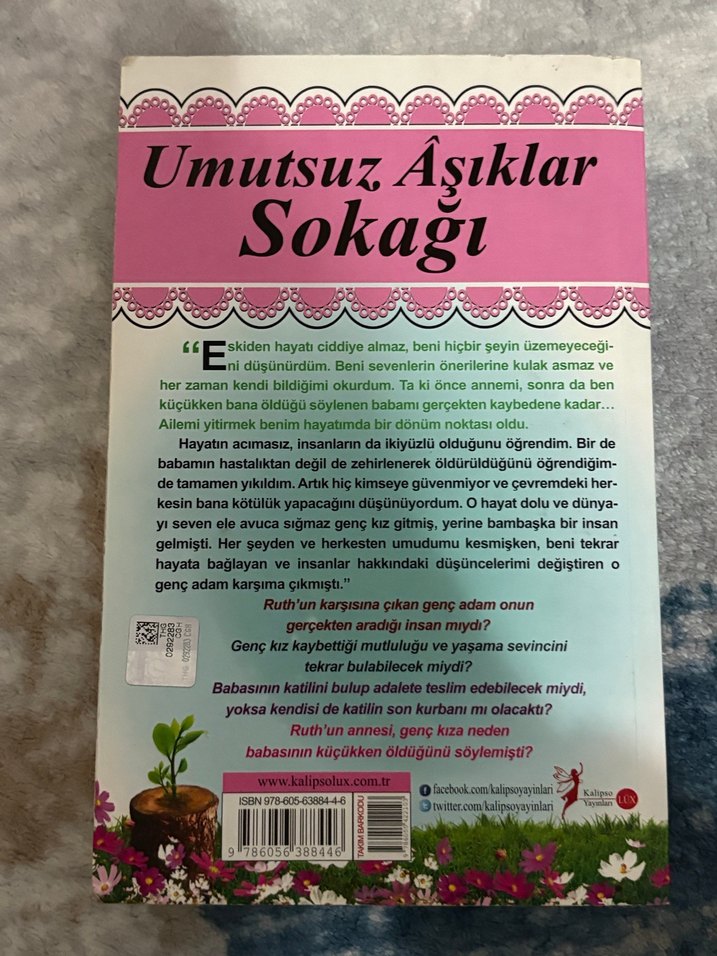 Umutsuz Âşıklar
Sokağı
“Eskiden hayatı ciddiye almaz, beni hiçbir şeyin üzemeyeceği-
ni düşünürdüm. Beni sevenlerin önerilerine kulak asmaz ve
her zaman kendi bildiğimi okurdum. Ta ki önce annemi, sonra da ben
küçükken bana öldüğü söylenen babamı gerçekten kaybedene kadar…
Ailemi yitirmek benim hayatımda bir dönüm noktası oldu.
Hayatın acımasız, insanların da ikiyüzlü olduğunu öğrendim. Bir de
babamın hastalıktan değil de zehirlenerek öldürüldüğünü öğrendiğim-
de tamamen yıkıldım. Artık hiç kimseye güvenmiyor ve çevremdeki her-
kesin bana kötülük yapacağını düşünüyordum. O hayat dolu ve dünya-
yı seven ele avuca sığmaz genç kız gitmiş, yerine bambaşka bir insan
gelmişti. Her şeyden ve herkesten umudumu kesmişken, beni tekrar
hayata bağlayan ve insanlar hakkındaki düşüncelerimi değiştiren o
genç adam karşıma çıkmıştı.”
Ruth’un karşısına çıkan genç adam onun
gerçekten aradığı insan mıydı?
Genç kız kaybettiği mutluluğu ve yaşama sevincini
tekrar bulabilecek miydi?
Babasının katilini bulup adalete teslim edebilecek miydi,
yoksa kendisi de katilin son kurbanı mı olacaktı?
Ruth’un annesi, genç kıza neden
babasının küçükken öldüğünü söylemişti?
THG
0292283
CGH
THG 0292283 CGH
www.kalipsolux.com.tr
ISBN 978-605-63884-4-6
9 786056 388446
TAKIM BARKODU
facebook.com/kalipsoyayinlari
twitter.com/kalipsoyayinlari
Kalipso
Yayınları
LÜX